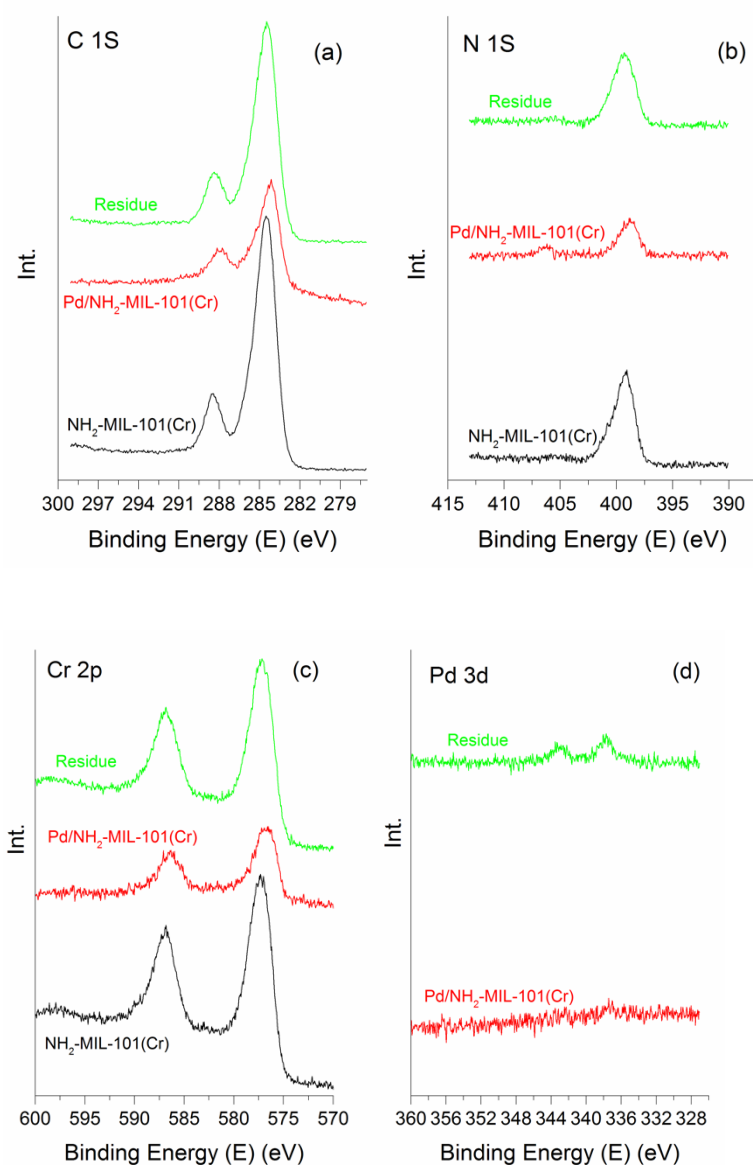 C 1S
(a)
Residue
Pd/NH₂-MIL-101(Cr)
NH₂-MIL-101(Cr)
Int.
300 297 294 291 288 285 282 279
Binding Energy (E) (eV)
N 1S
(b)
Residue
Pd/NH₂-MIL-101(Cr)
NH₂-MIL-101(Cr)
Int.
415 410 405 400 395 390
Binding Energy (E) (eV)
Cr 2p
(c)
Residue
Pd/NH₂-MIL-101(Cr)
NH₂-MIL-101(Cr)
Int.
600 595 590 585 580 575 570
Binding Energy (E) (eV)
Pd 3d
(d)
Residue
Pd/NH₂-MIL-101(Cr)
Int.
360 356 352 348 344 340 336 332 328
Binding Energy (E) (eV)